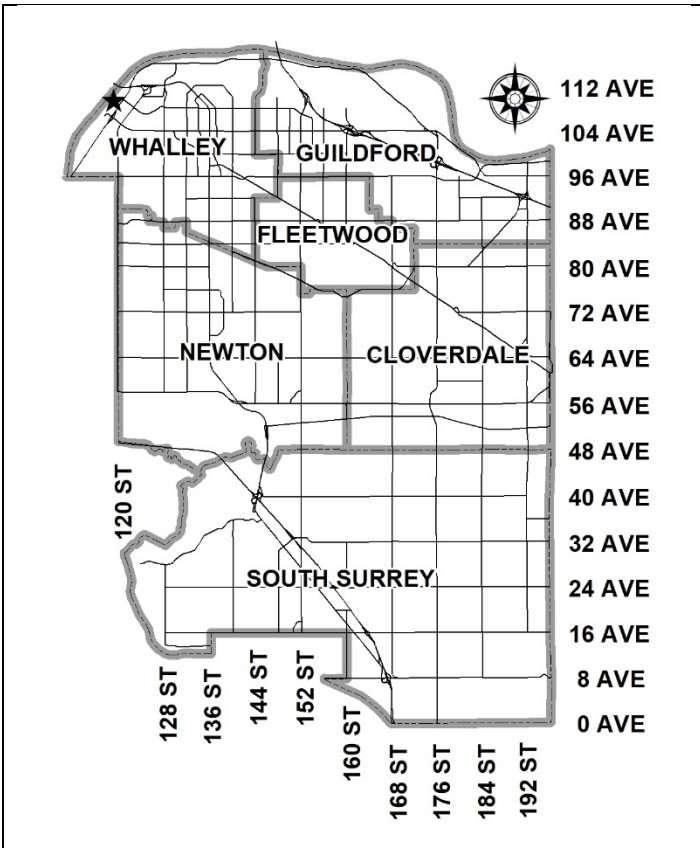 112 AVE
104 AVE
WHALLEY
GUILDFORD
96 AVE
88 AVE
FLEETWOOD
80 AVE
72 AVE
NEWTON
CLOVERDALE
64 AVE
56 AVE
48 AVE
120 ST
40 AVE
32 AVE
SOUTH SURREY
24 AVE
16 AVE
8 AVE
0 AVE
128 ST
136 ST
144 ST
152 ST
160 ST
168 ST
176 ST
184 ST
192 ST